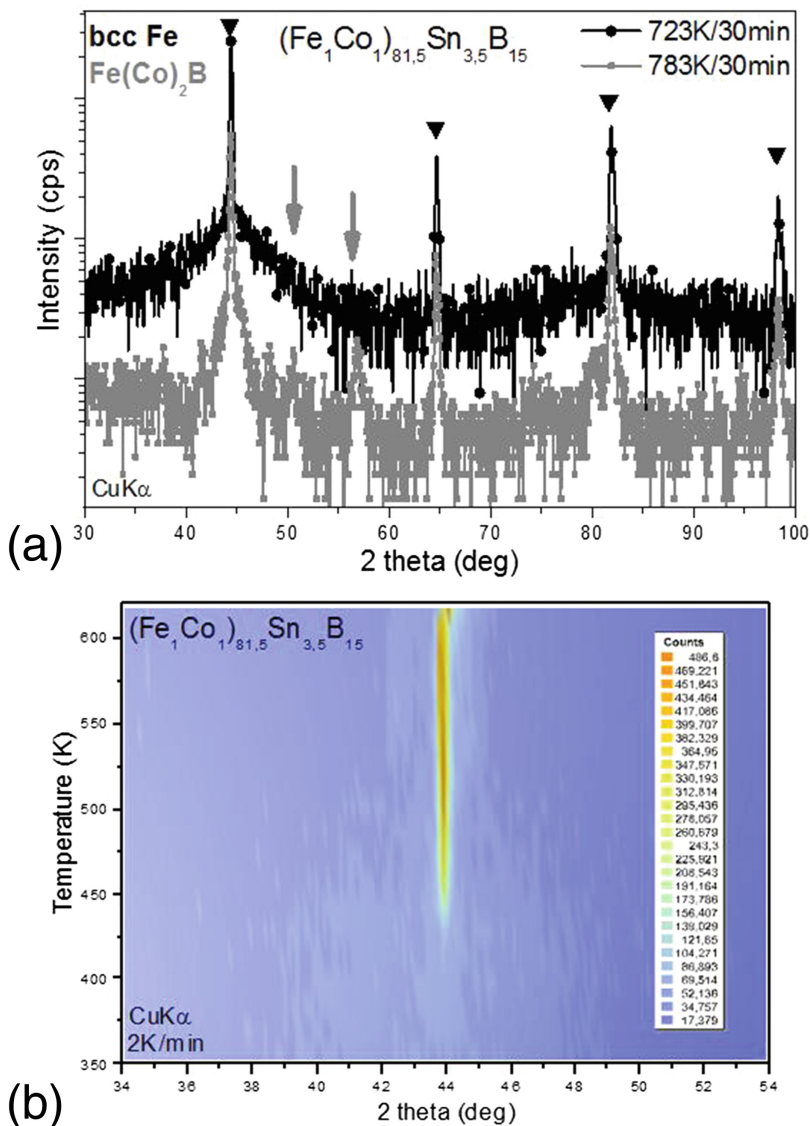 bcc Fe
Fe(Co)₂B
(Fe₁Co₁)₈₁,₅Sn₃,₅B₁₅
723K/30min
783K/30min
Intensity (cps)
CuKα
30 40 50 60 70 80 90 100
2 theta (deg)
(a)
(Fe₁Co₁)₈₁,₅Sn₃,₅B₁₅
Counts
486,6
469,221
451,843
434,464
417,086
399,707
382,329
364,95
347,571
330,193
312,814
295,436
278,057
260,679
243,3
225,921
208,543
191,164
173,786
156,407
139,029
121,65
104,271
86,893
69,514
52,136
34,757
17,379
600
550
500
450
400
350
Temperature (K)
CuKα
2K/min
34 36 38 40 42 44 46 48 50 52 54
2 theta (deg)
(b)